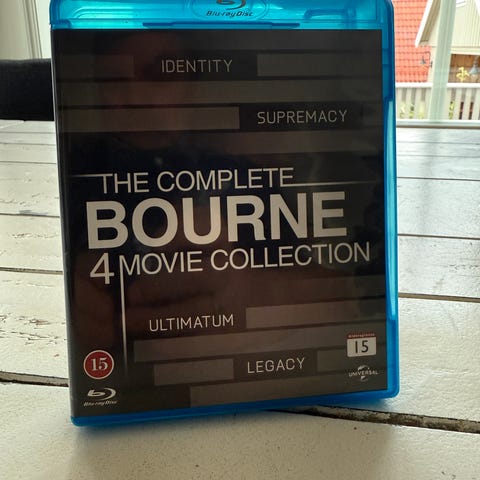 Blu-ray Disc
IDENTITY
SUPREMACY
THE COMPLETE
BOURNE
4 MOVIE COLLECTION
ULTIMATUM
LEGACY
15
15
Blu-ray Disc
UNIVERSAL